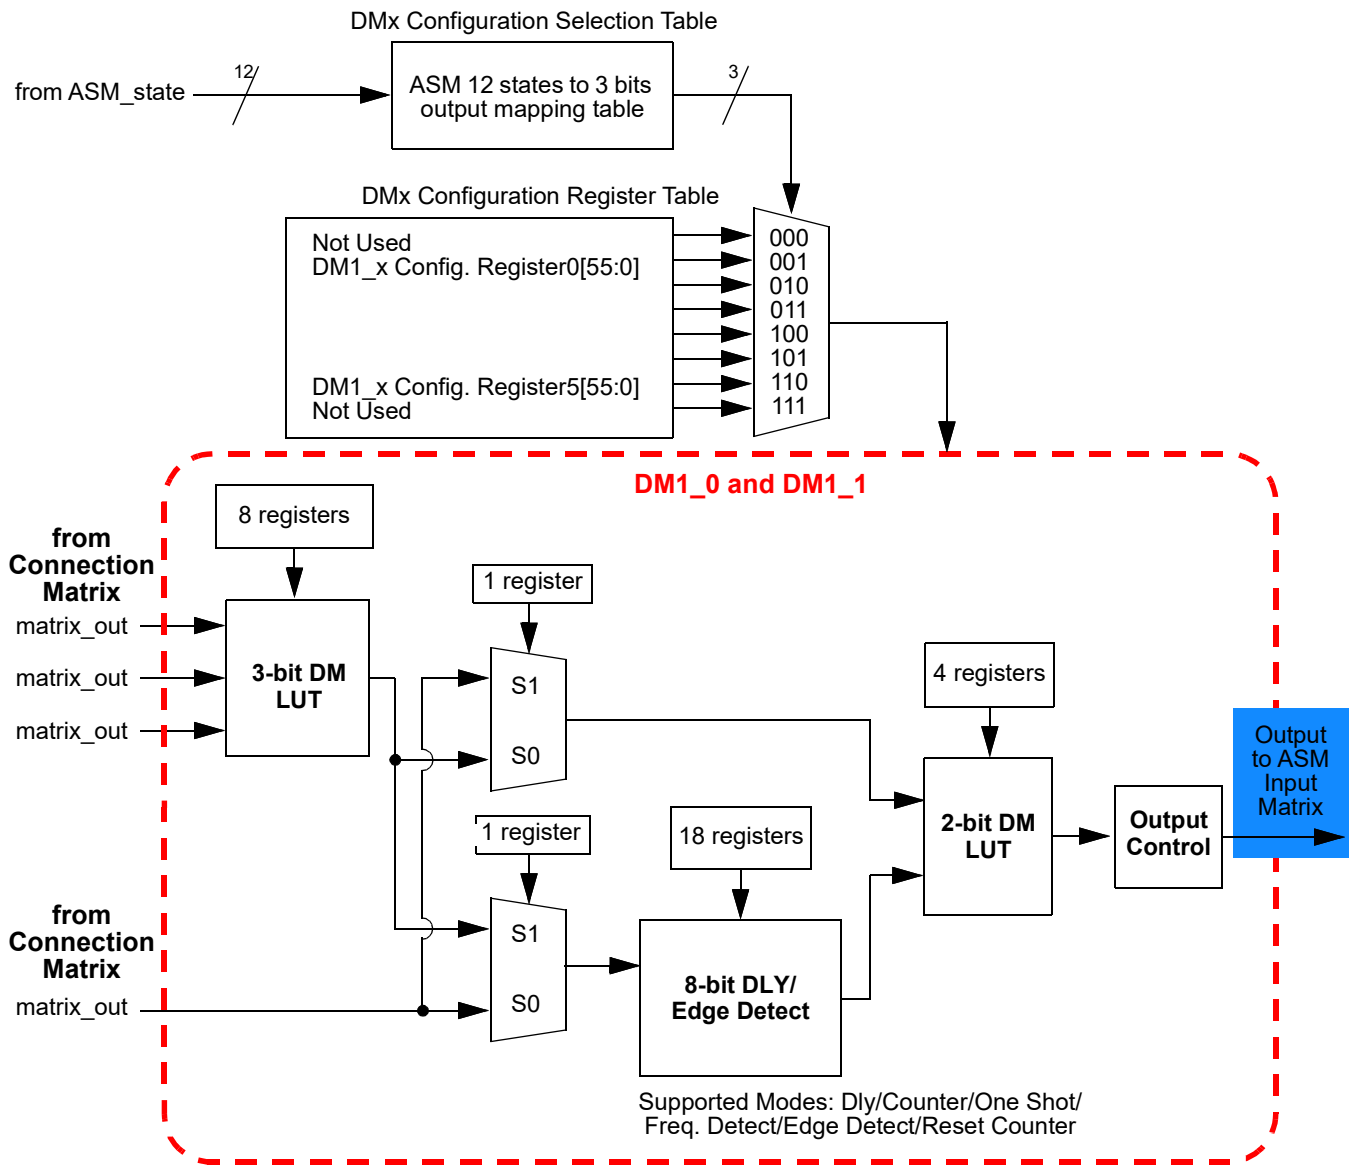 DMx Configuration Selection Table
from ASM_state
12
ASM 12 states to 3 bits
output mapping table
3
DMx Configuration Register Table
Not Used
DM1_x Config. Register0[55:0]
DM1_x Config. Register5[55:0]
Not Used
000
001
010
011
100
101
110
111
DM1_0 and DM1_1
8 registers
from
Connection
Matrix
matrix_out
matrix_out
matrix_out
3-bit DM
LUT
1 register
S1
S0
4 registers
Output
to ASM
Input
Matrix
1 register
18 registers
2-bit DM
LUT
Output
Control
from
Connection
Matrix
matrix_out
S1
S0
8-bit DLY/
Edge Detect
Supported Modes: Dly/Counter/One Shot/
Freq. Detect/Edge Detect/Reset Counter